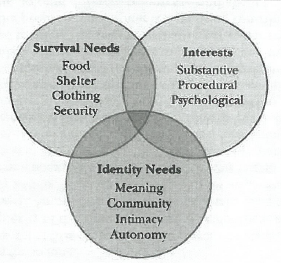 Survival Needs
Food
Shelter
Clothing
Security
Interests
Substantive
Procedural
Psychological
Identity Needs
Meaning
Community
Intimacy
Autonomy